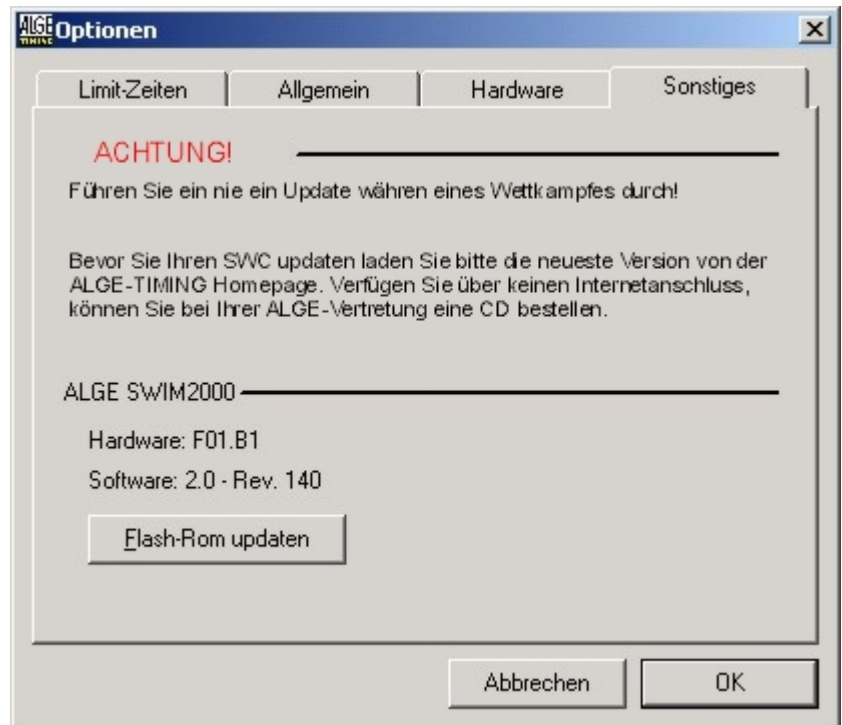 ALGE
TIMING
Optionen
Limit-Zeiten
Allgemein
Hardware
Sonstiges
ACHTUNG!
Führen Sie ein nie ein Update währen eines Wettkampfes durch!
Bevor Sie Ihren SWC updaten laden Sie bitte die neueste Version von der
ALGE-TIMING Homepage. Verfügen Sie über keinen Internetanschluss,
können Sie bei Ihrer ALGE-Vertretung eine CD bestellen.
ALGE SWIM2000
Hardware: F01.B1
Software: 2.0 - Rev. 140
Flash-Rom updaten
Abbrechen
OK